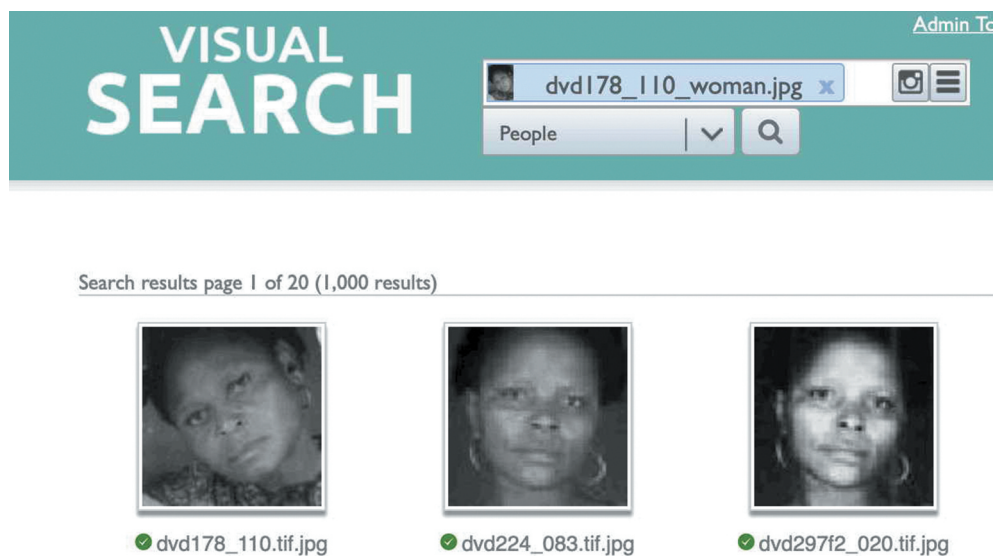 Admin To
VISUAL
SEARCH
dvd178_110_woman.jpg x
People
Search results page 1 of 20 (1,000 results)
dvd178_110.tif.jpg
dvd224_083.tif.jpg
dvd297f2_020.tif.jpg